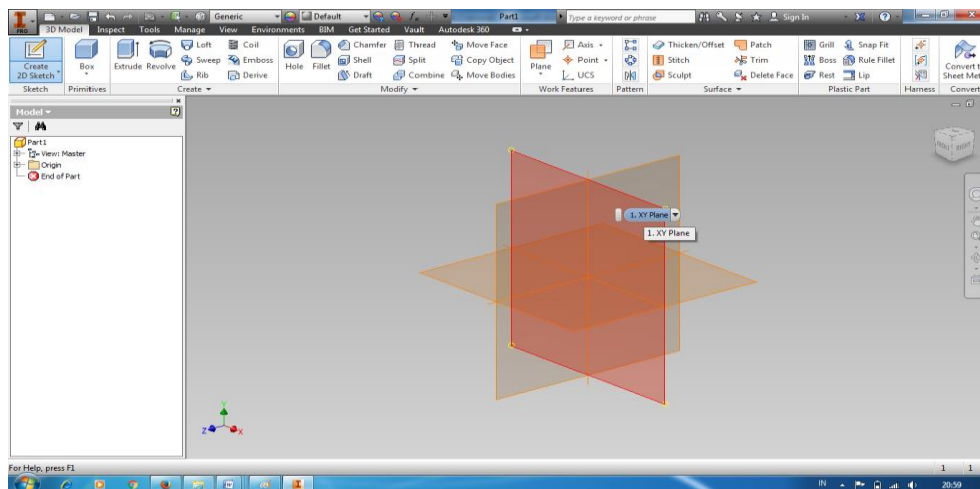 Generic Default Part1 Type a keyword or phrase Sign In
PRO 3D Model Inspect Tools Manage View Environments BIM Get Started Vault Autodesk 360
Create 2D Sketch
Box
Extrude Revolve
Loft Coil
Sweep Emboss
Rib Derive
Hole Fillet
Chamfer Thread Move Face
Shell Split Copy Object
Draft Combine Move Bodies
Plane
Axis
Point
UCS
Thicken/Offset Patch
Stitch Trim
Sculpt Delete Face
Grill Snap Fit
Boss Rule Fillet
Rest Lip
Convert t
Sheet Met
Sketch Primitives Create Modify Work Features Pattern Surface Plastic Part Harness Convert
Model
Part1
View: Master
Origin
End of Part
1. XY Plane
1. XY Plane
Y
Z X
For Help, press F1 1 1
IN 20:59